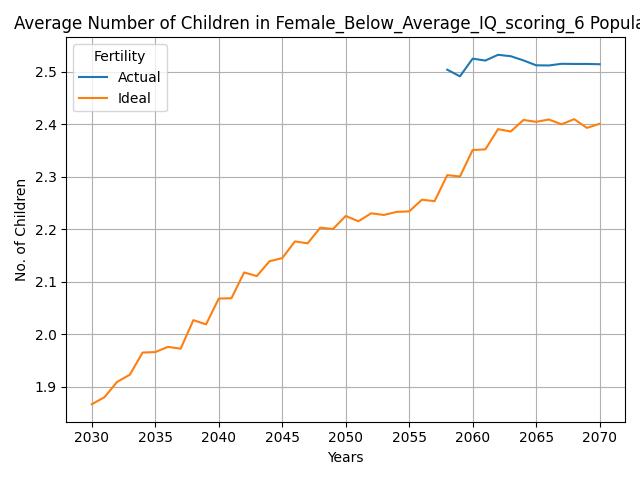 Average Number of Children in Female_Below_Average_IQ_scoring_6 Popula
Fertility
Actual
Ideal
No. of Children
2.5
2.4
2.3
2.2
2.1
2.0
1.9
2030 2035 2040 2045 2050 2055 2060 2065 2070
Years